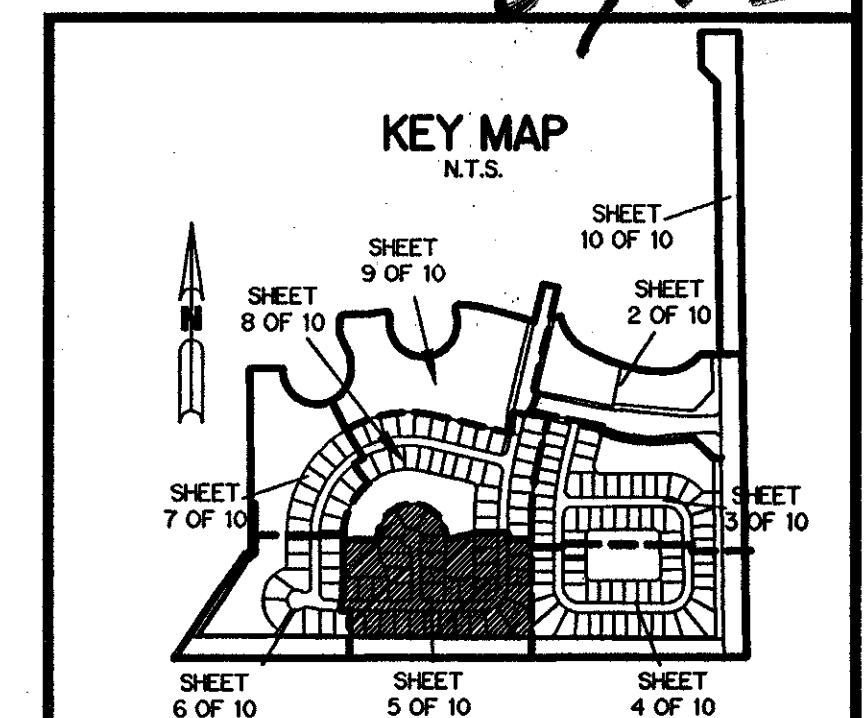 KEY MAP
N.T.S.
SHEET
10 OF 10
SHEET
9 OF 10
SHEET
2 OF 10
SHEET
8 OF 10
N
SHEET
7 OF 10
SHEET
3 OF 10
SHEET
6 OF 10
SHEET
5 OF 10
SHEET
4 OF 10